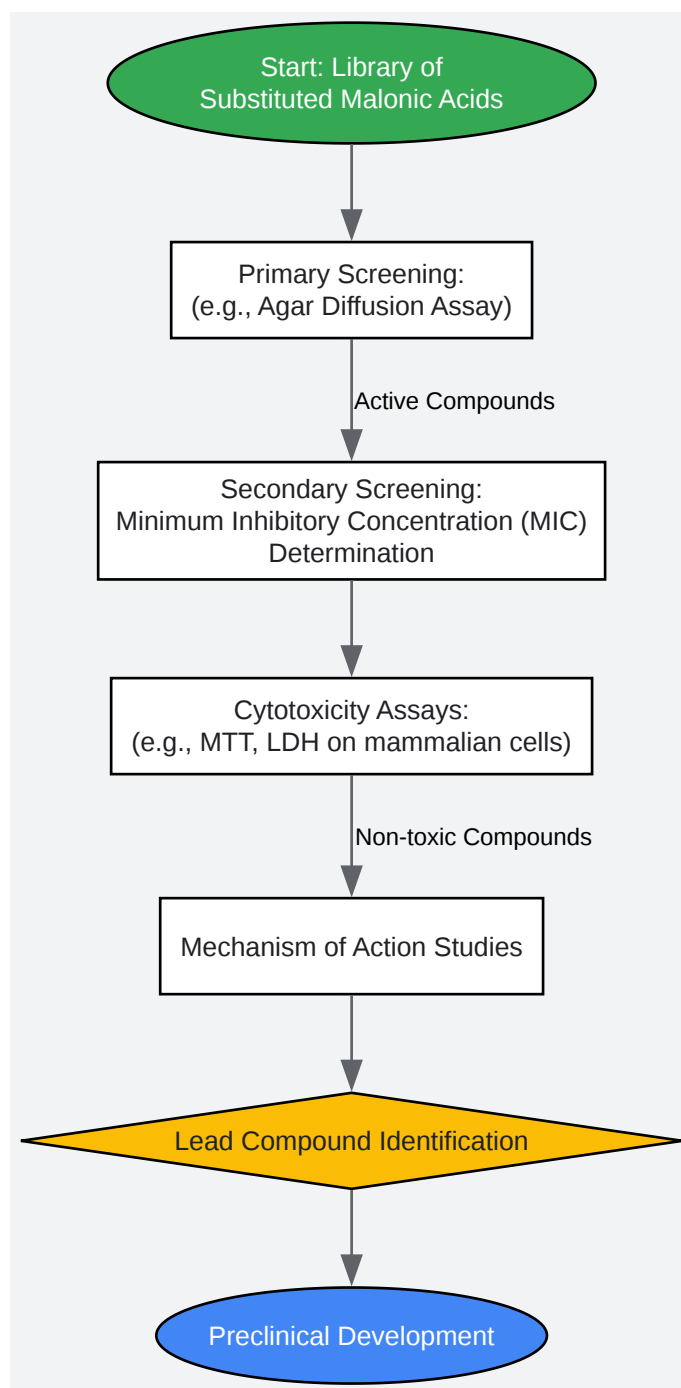 Start: Library of
Substituted Malonic Acids
Primary Screening:
(e.g., Agar Diffusion Assay)
Active Compounds
Secondary Screening:
Minimum Inhibitory Concentration (MIC)
Determination
Cytotoxicity Assays:
(e.g., MTT, LDH on mammalian cells)
Non-toxic Compounds
Mechanism of Action Studies
Lead Compound Identification
Preclinical Development